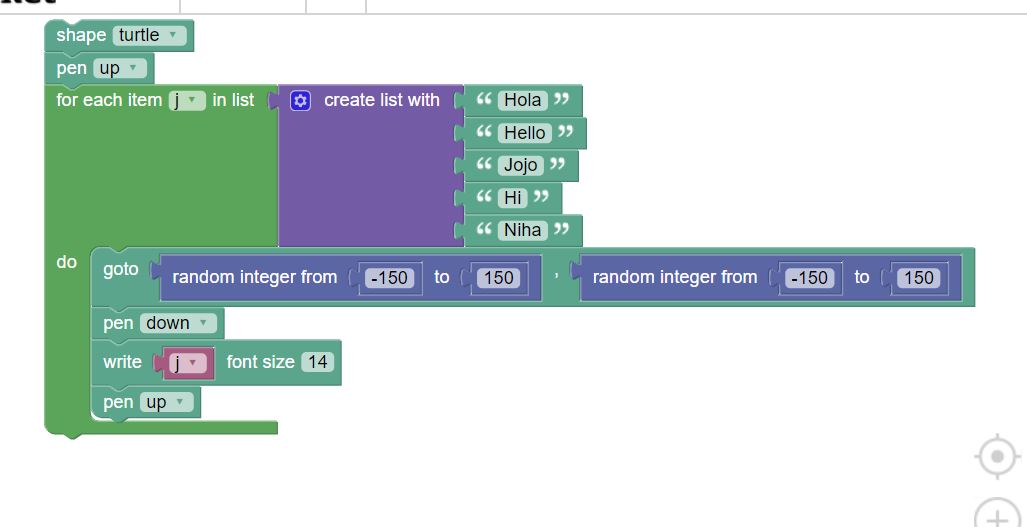 shape turtle
pen up
for each item j in list create list with “ Hola ”
“ Hello ”
“ Jojo ”
“ Hi ”
“ Niha ”
do goto random integer from -150 to 150 , random integer from -150 to 150
pen down
write j font size 14
pen up